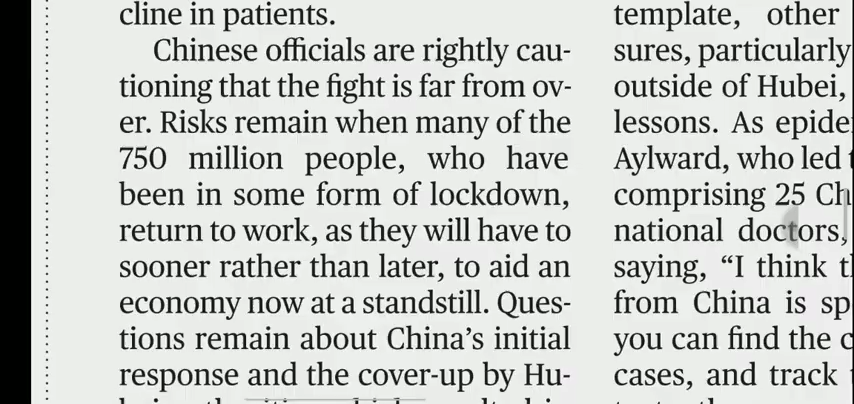 cline in patients.
Chinese officials are rightly cau-
tioning that the fight is far from ov-
er. Risks remain when many of the
750 million people, who have
been in some form of lockdown,
return to work, as they will have to
sooner rather than later, to aid an
economy now at a standstill. Ques-
tions remain about China’s initial
response and the cover-up by Hu-
template, other
sures, particularly
outside of Hubei,
lessons. As
Aylward, who led
comprising 25
national doctors,
saying, “I think
from China is
you can find the
cases, and track